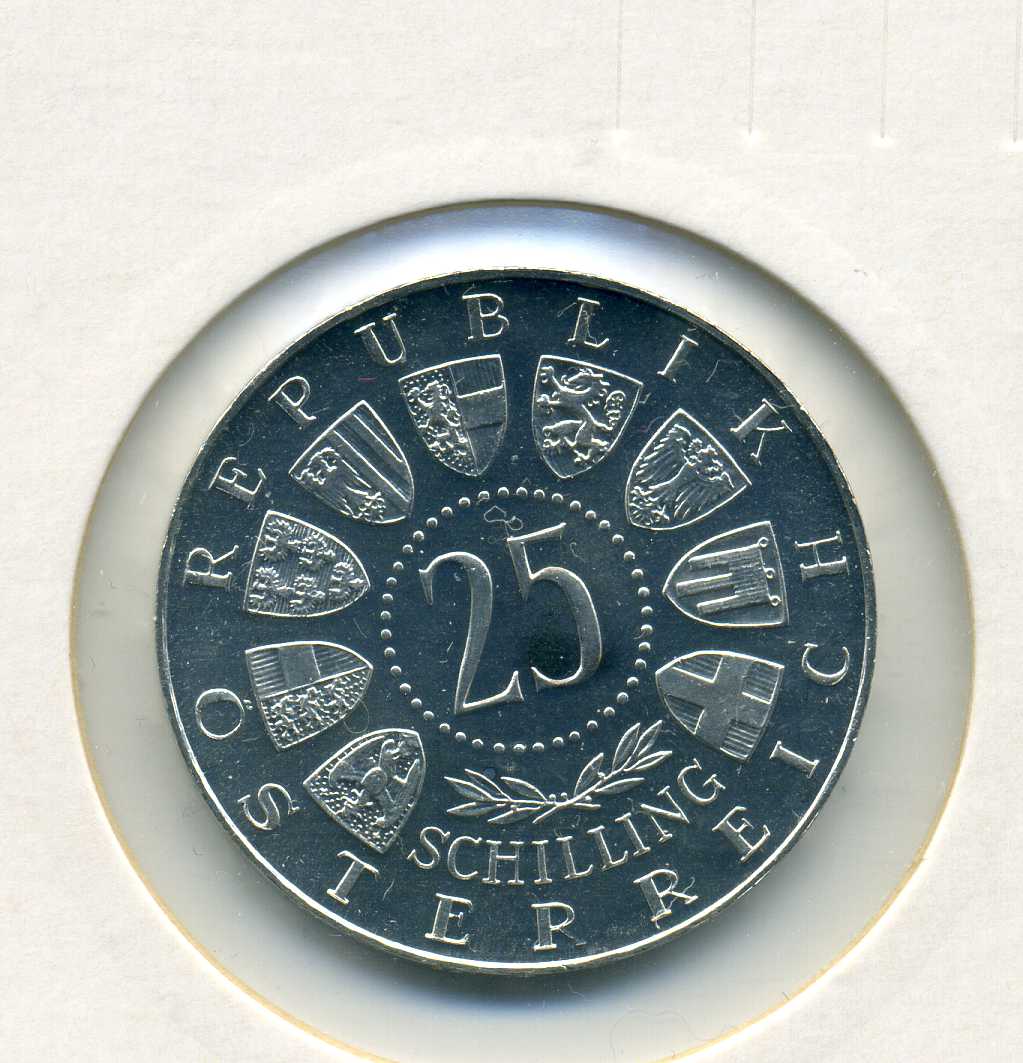 REPUBLIK ÖSTERREICH
25
SCHILLING